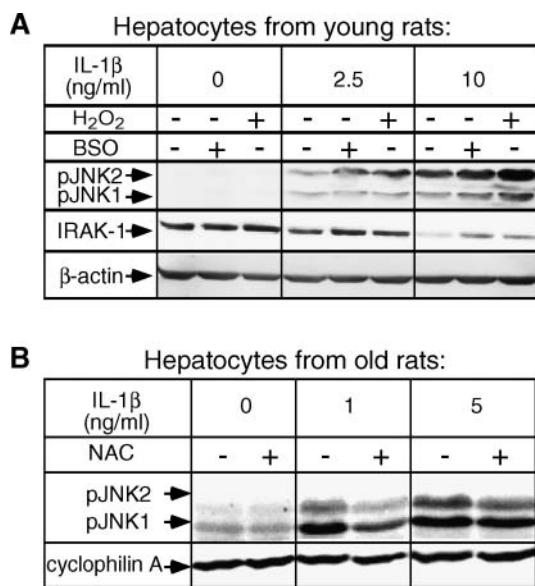 A Hepatocytes from young rats:
IL-1β
(ng/ml) 0 2.5 10
H2O2 - - + - - + - - +
BSO - + - - + - - + -
pJNK2
pJNK1
IRAK-1
β-actin
B Hepatocytes from old rats:
IL-1β
(ng/ml) 0 1 5
NAC - + - + - +
pJNK2
pJNK1
cyclophilin A